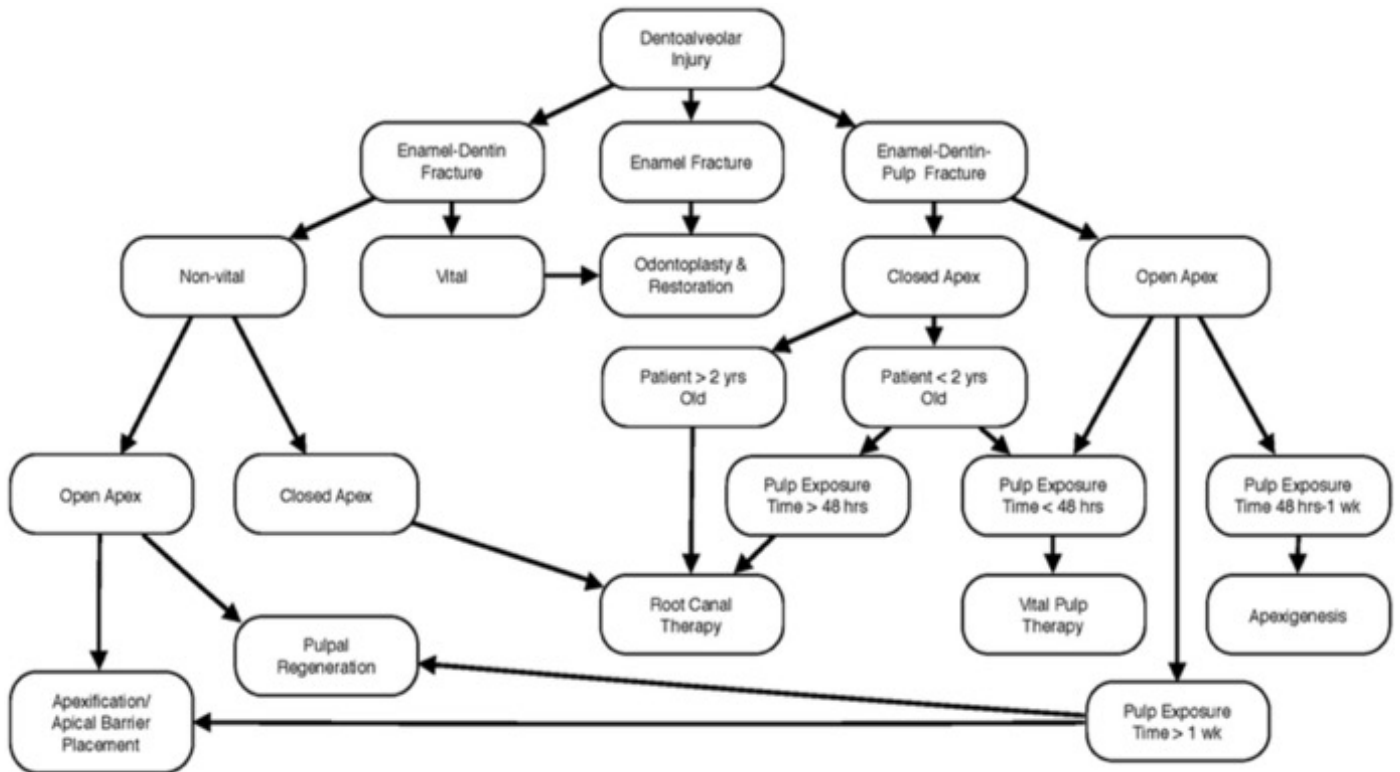 Dentoalveolar
Injury
Enamel-Dentin
Fracture
Enamel Fracture
Enamel-Dentin-
Pulp Fracture
Non-vital
Vital
Odontoplasty &
Restoration
Closed Apex
Open Apex
Patient > 2 yrs
Old
Patient < 2 yrs
Old
Open Apex
Closed Apex
Pulp Exposure
Time > 48 hrs
Pulp Exposure
Time < 48 hrs
Pulp Exposure
Time 48 hrs-1 wk
Root Canal
Therapy
Vital Pulp
Therapy
Apexigenesis
Pulpal
Regeneration
Apexification/
Apical Barrier
Placement
Pulp Exposure
Time > 1 wk